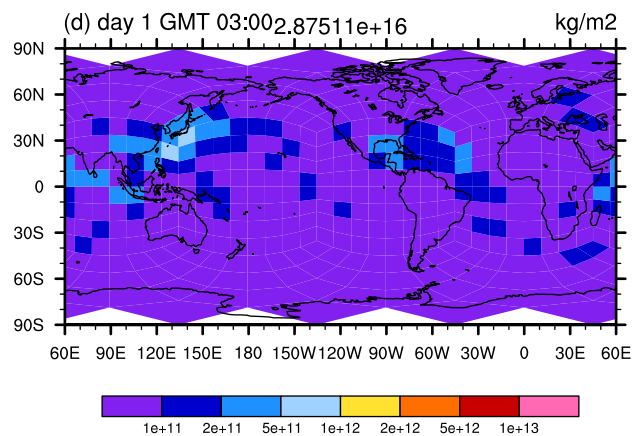 (d) day 1 GMT 03:00 2.87511e+16 kg/m2
90N
60N
30N
0
30S
60S
90S
60E 90E 120E 150E 180 150W 120W 90W 60W 30W 0 30E 60E
1e+11 2e+11 5e+11 1e+12 2e+12 5e+12 1e+13